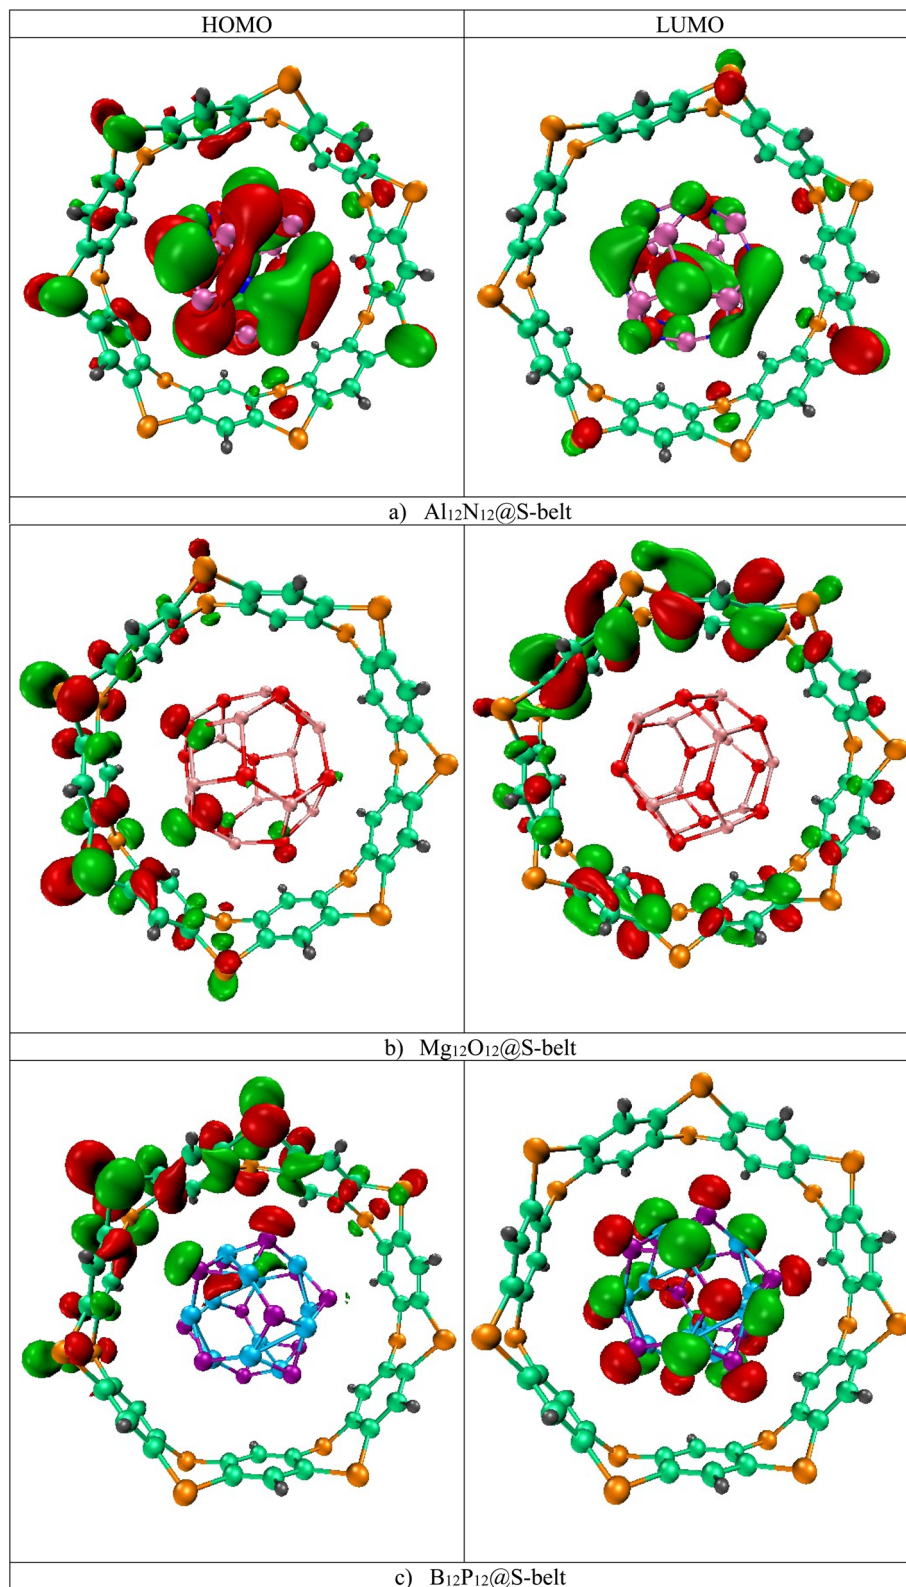 HOMO LUMO
a) Al₁₂N₁₂@S-belt
b) Mg₁₂O₁₂@S-belt
c) B₁₂P₁₂@S-belt